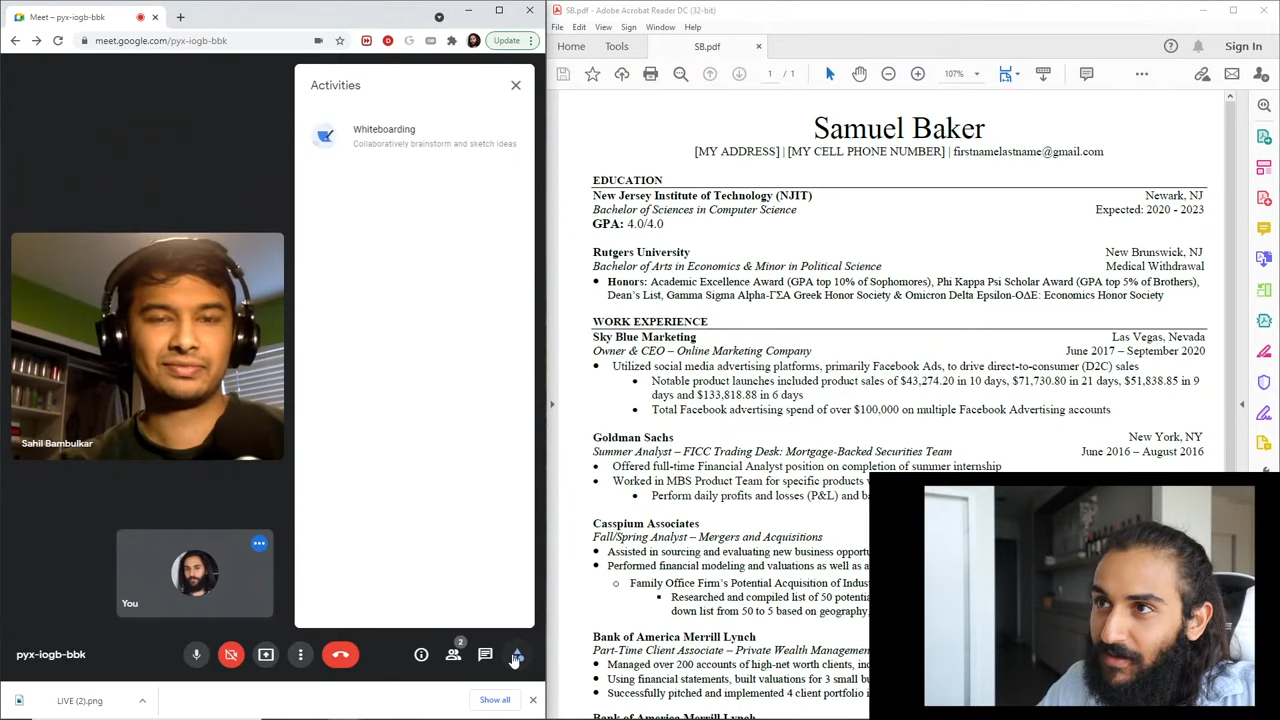 Meet – pyx-iogb-bbk
meet.google.com/pyx-iogb-bbk
Update
Activities
Whiteboarding
Collaboratively brainstorm and sketch ideas
Sahil Bambulkar
You
pyx-iogb-bbk
2
LIVE (2).png
Show all
SB.pdf - Adobe Acrobat Reader DC (32-bit)
File Edit View Sign Window Help
Home Tools SB.pdf Sign In
1 / 1 107%
Samuel Baker
[MY ADDRESS] | [MY CELL PHONE NUMBER] | firstnamelastname@gmail.com
EDUCATION
New Jersey Institute of Technology (NJIT) Newark, NJ
Bachelor of Sciences in Computer Science Expected: 2020 - 2023
GPA: 4.0/4.0
Rutgers University New Brunswick, NJ
Bachelor of Arts in Economics & Minor in Political Science Medical Withdrawal
• Honors: Academic Excellence Award (GPA top 10% of Sophomores), Phi Kappa Psi Scholar Award (GPA top 5% of Brothers),
Dean's List, Gamma Sigma Alpha-ΓΣΑ Greek Honor Society & Omicron Delta Epsilon-ΟΔΕ: Economics Honor Society
WORK EXPERIENCE
Sky Blue Marketing Las Vegas, Nevada
Owner & CEO – Online Marketing Company June 2017 – September 2020
• Utilized social media advertising platforms, primarily Facebook Ads, to drive direct-to-consumer (D2C) sales
• Notable product launches included product sales of $43,274.20 in 10 days, $71,730.80 in 21 days, $51,838.85 in 9
days and $133,818.88 in 6 days
• Total Facebook advertising spend of over $100,000 on multiple Facebook Advertising accounts
Goldman Sachs New York, NY
Summer Analyst – FICC Trading Desk: Mortgage-Backed Securities Team June 2016 – August 2016
• Offered full-time Financial Analyst position on completion of summer internship
• Worked in MBS Product Team for specific products
• Perform daily profits and losses (P&L) and
Casspium Associates
Fall/Spring Analyst – Mergers and Acquisitions
• Assisted in sourcing and evaluating new business
• Performed financial modeling and valuations as well as
o Family Office Firm's Potential Acquisition of
▪ Researched and compiled list of 50
down list from 50 to 5 based on geography,
Bank of America Merrill Lynch
Part-Time Client Associate – Private Wealth
• Managed over 200 accounts of high-net worth clients,
• Using financial statements, built valuations for 3 small
• Successfully pitched and implemented 4 client portfolio
Bank of America Merrill Lynch